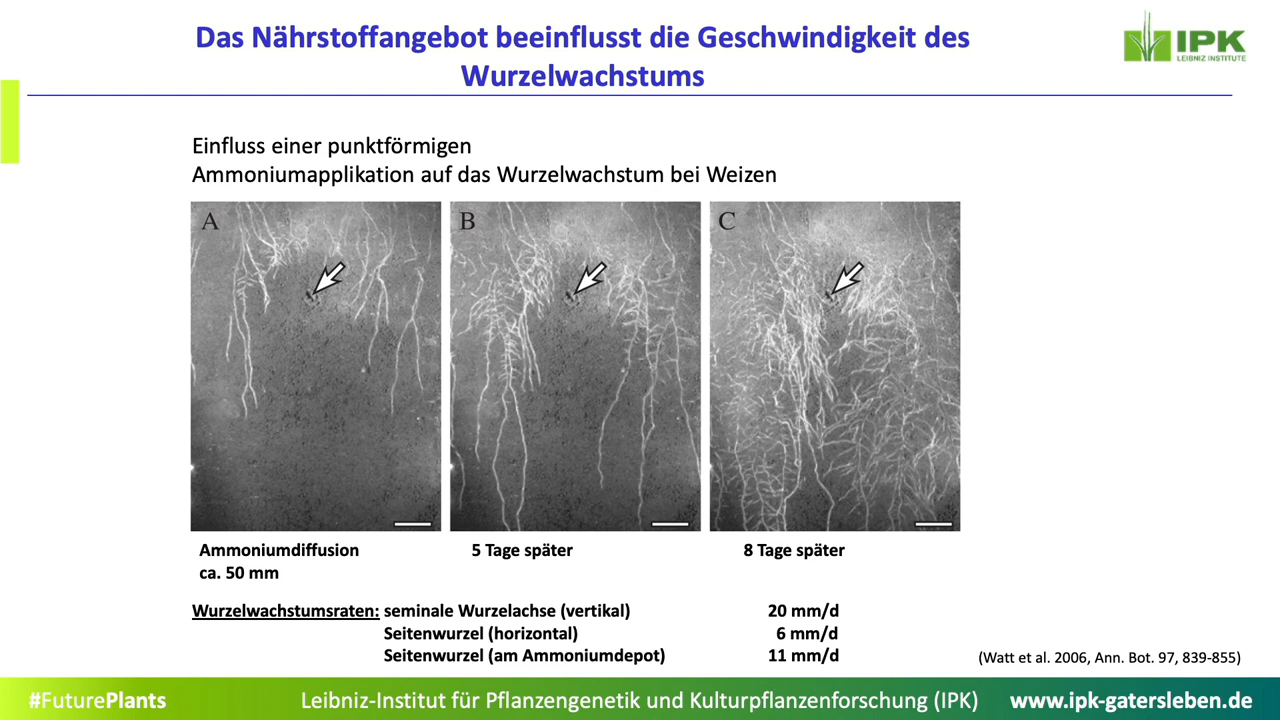 Das Nährstoffangebot beeinflusst die Geschwindigkeit des
Wurzelwachstums
IPK
LEIBNIZ INSTITUTE
Einfluss einer punktförmigen
Ammoniumapplikation auf das Wurzelwachstum bei Weizen
A B C
Ammoniumdiffusion 5 Tage später 8 Tage später
ca. 50 mm
Wurzelwachstumsraten: seminale Wurzelachse (vertikal) 20 mm/d
Seitenwurzel (horizontal) 6 mm/d
Seitenwurzel (am Ammoniumdepot) 11 mm/d
(Watt et al. 2006, Ann. Bot. 97, 839-855)
#FuturePlants Leibniz-Institut für Pflanzengenetik und Kulturpflanzenforschung (IPK) www.ipk-gatersleben.de